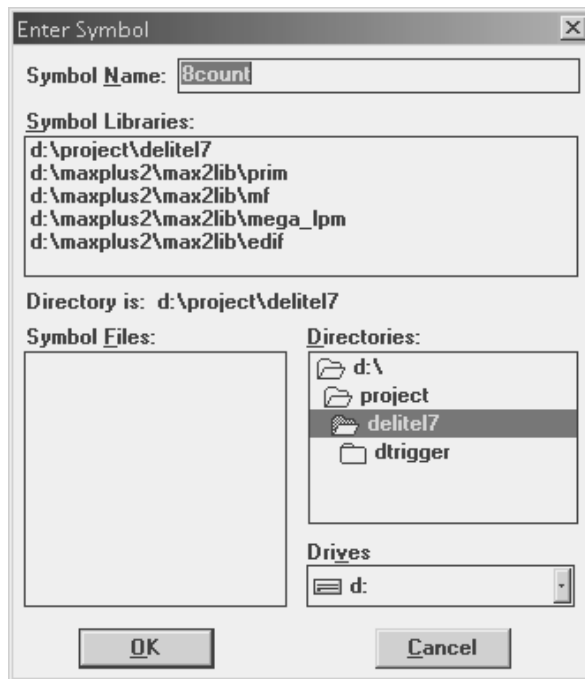 Enter Symbol
Symbol Name: 8count
Symbol Libraries:
d:\project\delitel7
d:\maxplus2\max2lib\prim
d:\maxplus2\max2lib\mf
d:\maxplus2\max2lib\mega_lpm
d:\maxplus2\max2lib\edif
Directory is: d:\project\delitel7
Symbol Files:
Directories:
d:\
project
delitel7
dtrigger
Drives
d:
OK
Cancel